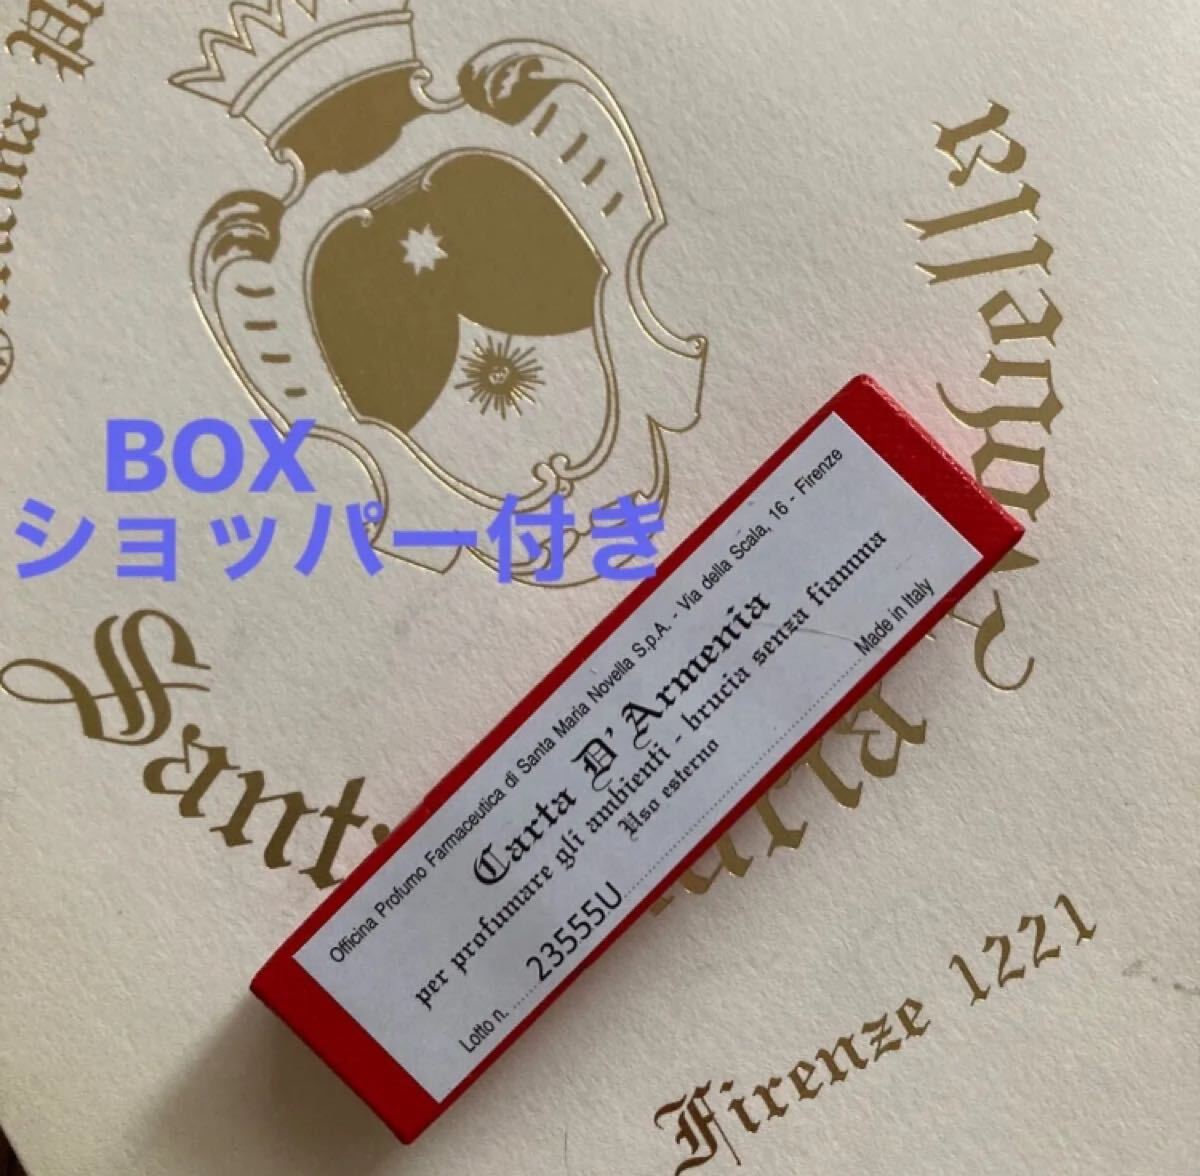 BOX
ショッパー付き
Officina Profumo Farmaceutica di Santa Maria Novella S.p.A. - Via della Scala, 16 - Firenze
Carta D'Armenia
per profumare gli ambienti - brucia senza fiamma
Uso esterno
Lotto n. 23555U Made in Italy
Firenze 1221